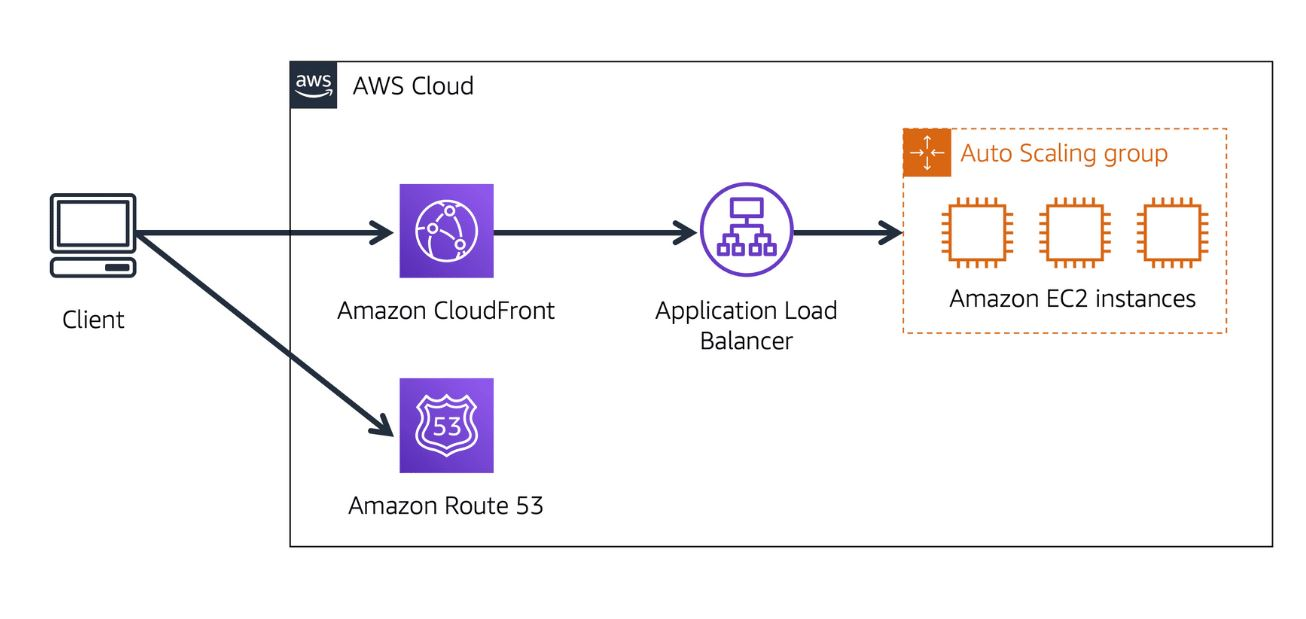 aws
AWS Cloud
Auto Scaling group
Amazon EC2 instances
Client
Amazon CloudFront
Application Load
Balancer
53
Amazon Route 53